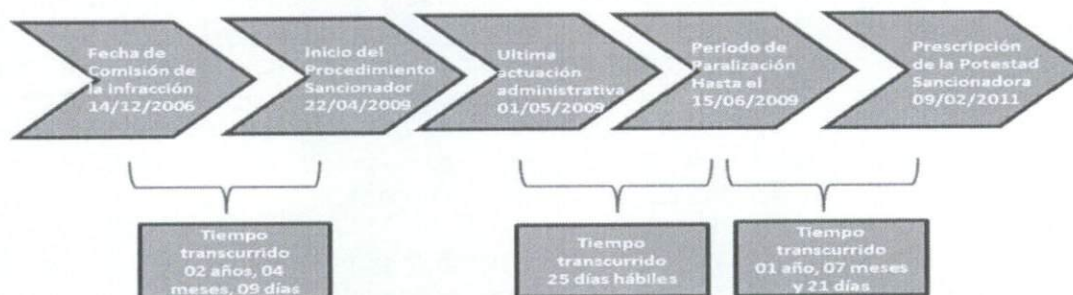 Fecha de
Comisión de
la Infracción
14/12/2006
Inicio del
Procedimiento
Sancionador
22/04/2009
Ultima
actuación
administrativa
01/05/2009
Periodo de
Paralización
Hasta el
15/06/2009
Prescripción
de la Potestad
Sancionadora
09/02/2011
Tiempo
transcurrido
02 años, 04
meses, 09 días
Tiempo
transcurrido
25 días hábiles
Tiempo
transcurrido
01 año, 07 meses
y 21 días